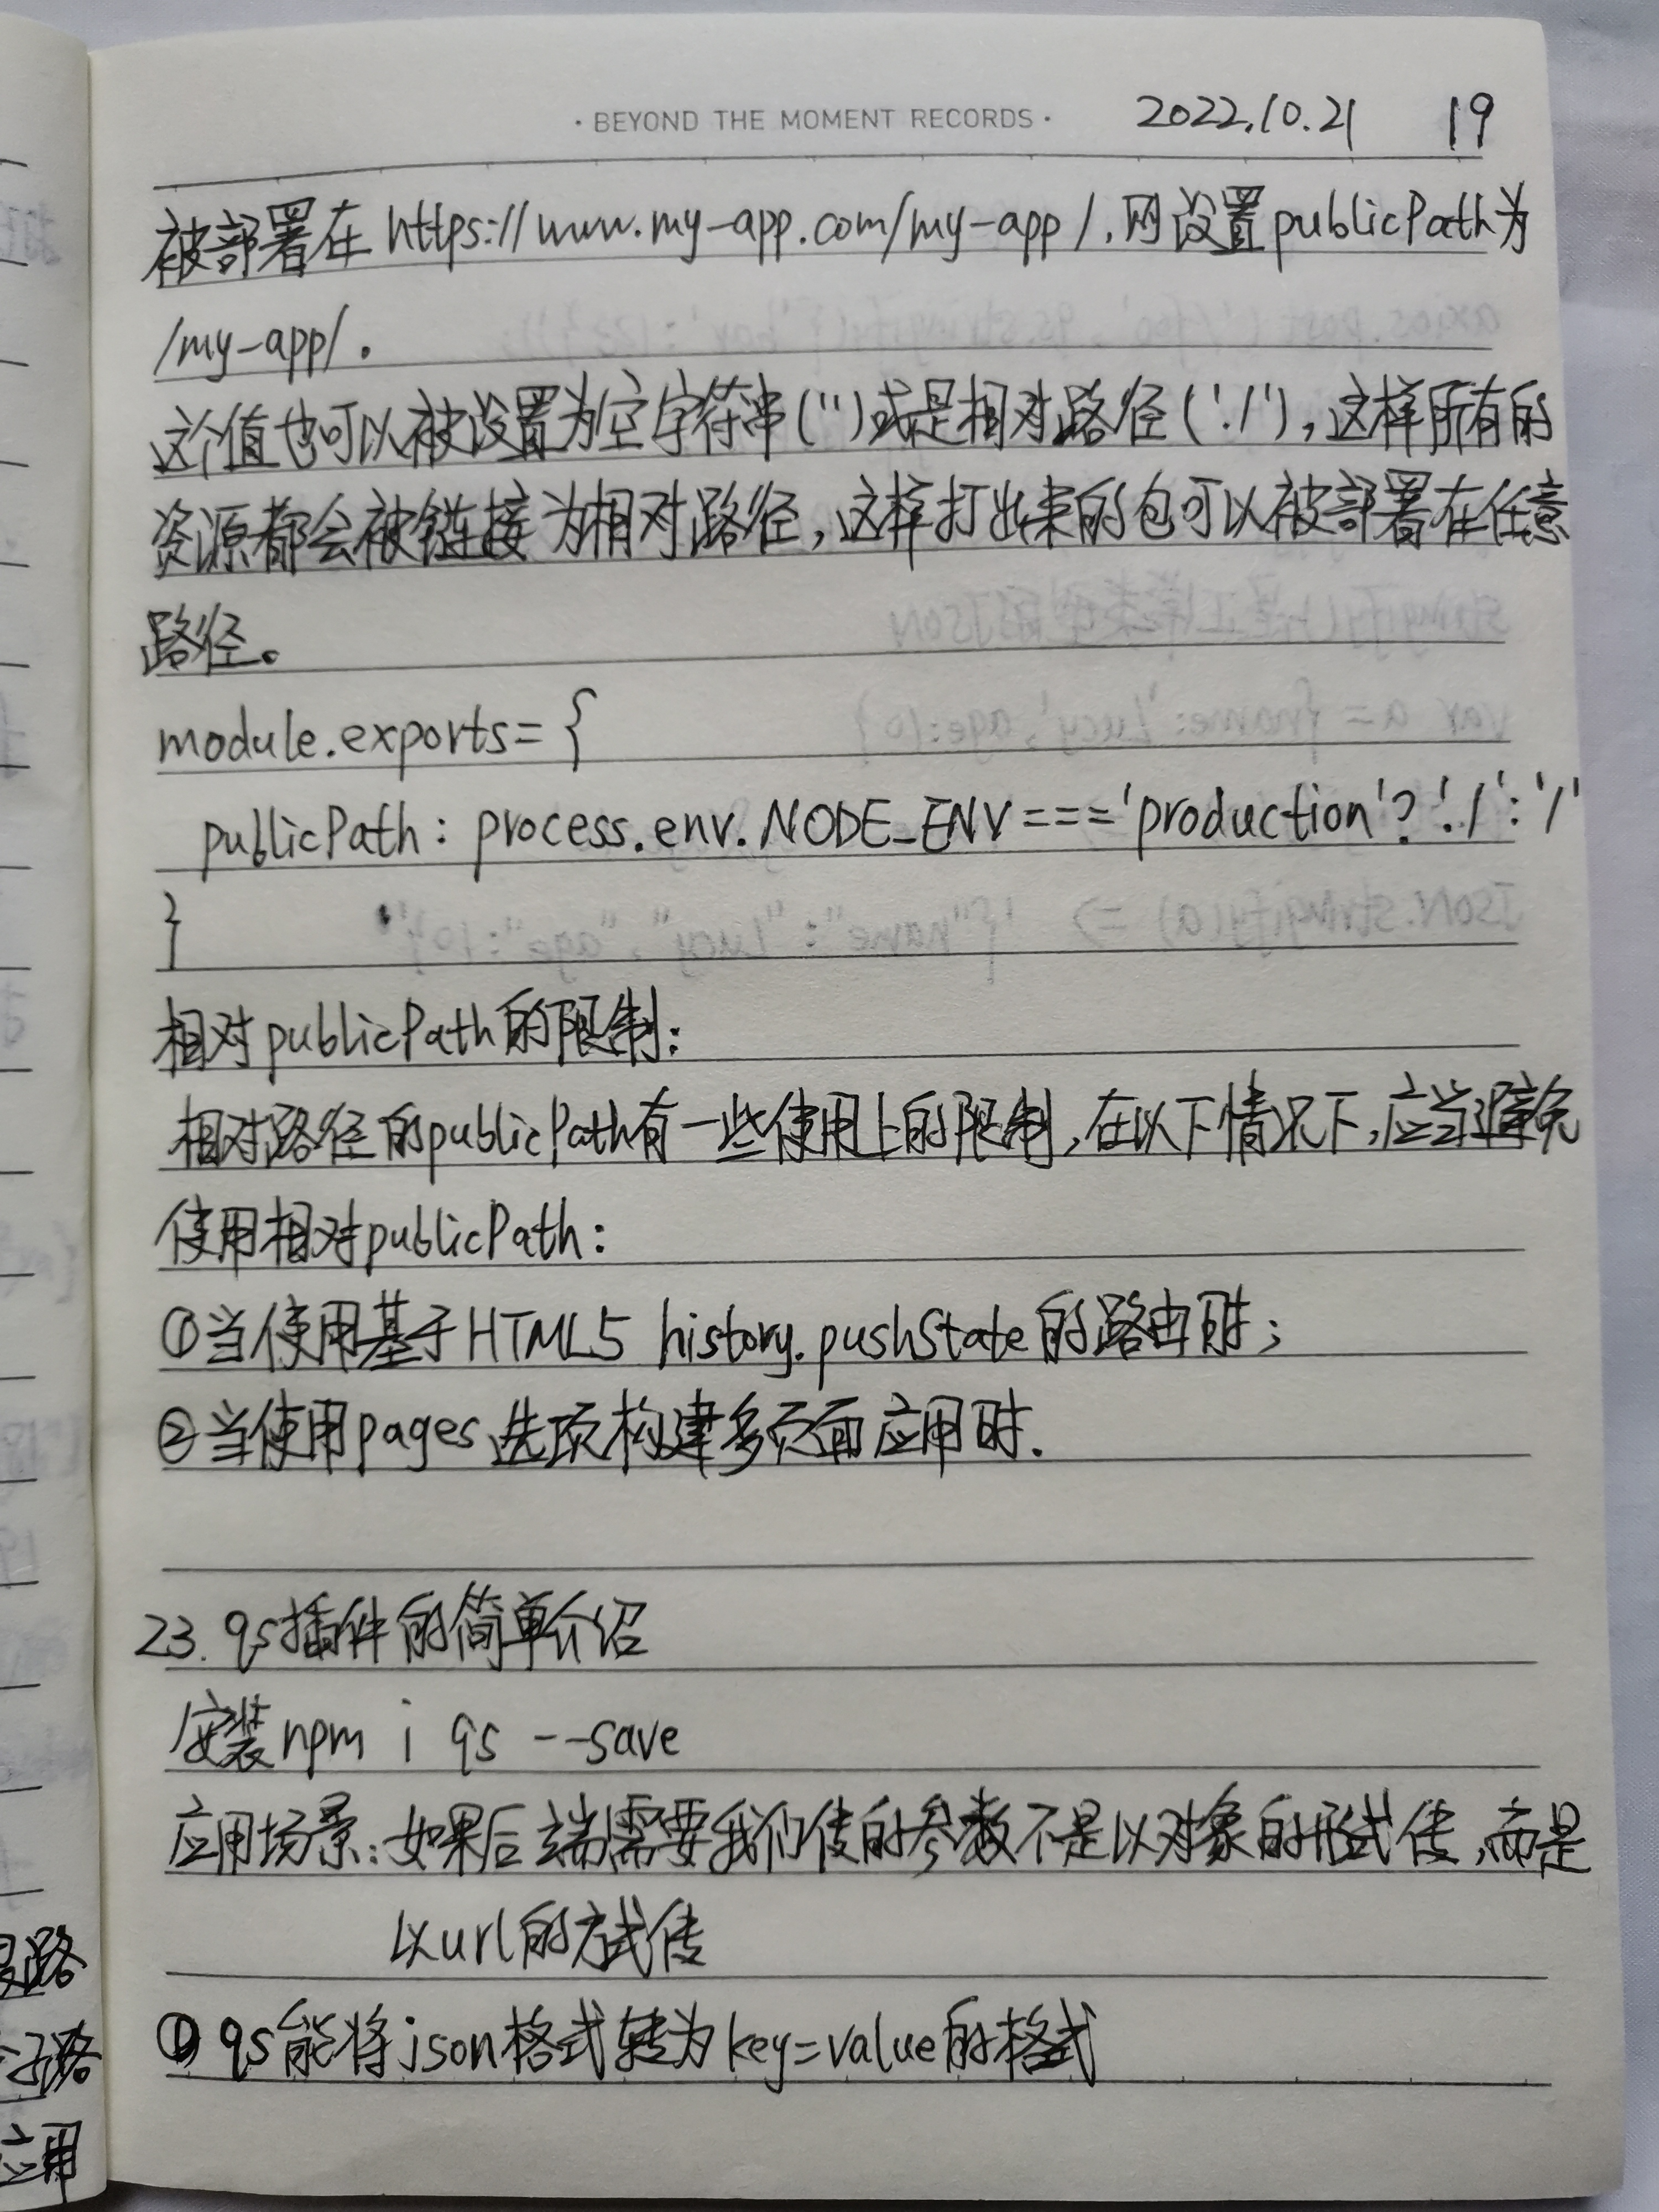 · BEYOND THE MOMENT RECORDS · 2022.10.21 19
被部署在 https://www.my-app.com/my-app/,网设置publicPath为
/my-app/.
这个值也可以被设置为空字符串('')或是相对路径('./'),这样所有的
资源都会被链接为相对路径,这样打出来的包可以被部署在任意
路径。
module.exports={
publicPath: process.env.NODE_ENV==='production'?'./':'/'
}
相对publicPath的限制:
相对路径的publicPath有一些使用上的限制,在以下情况下,应当避免
使用相对publicPath:
①当使用基于HTML5 history.pushState的路由时;
②当使用pages选项构建多页面应用时.
23.qs插件的简单介绍
安装npm i qs --save
应用场景:如果后端需要我们传的参数不是以对象的形式传,而是
以url的方式传
① qs能将json格式转为key=value的格式
路
路
应用